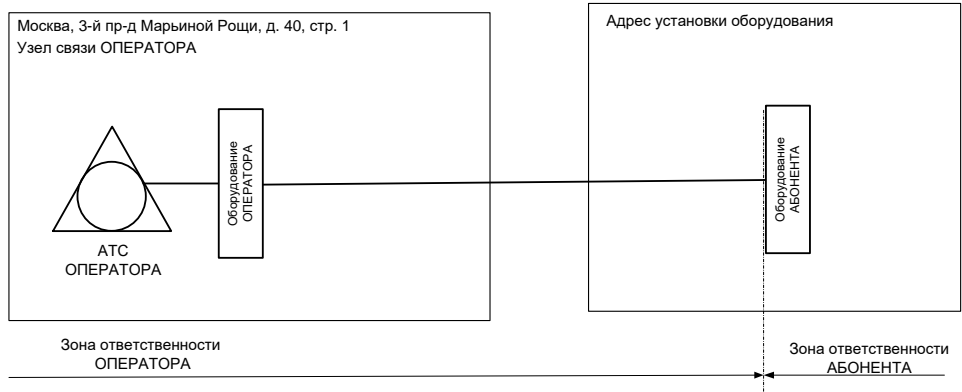 Москва, 3-й пр-д Марьиной Рощи, д. 40, стр. 1
Узел связи ОПЕРАТОРА
Адрес установки оборудования
Оборудование
ОПЕРАТОРА
Оборудование
АБОНЕНТА
АТС
ОПЕРАТОРА
Зона ответственности
ОПЕРАТОРА
Зона ответственности
АБОНЕНТА